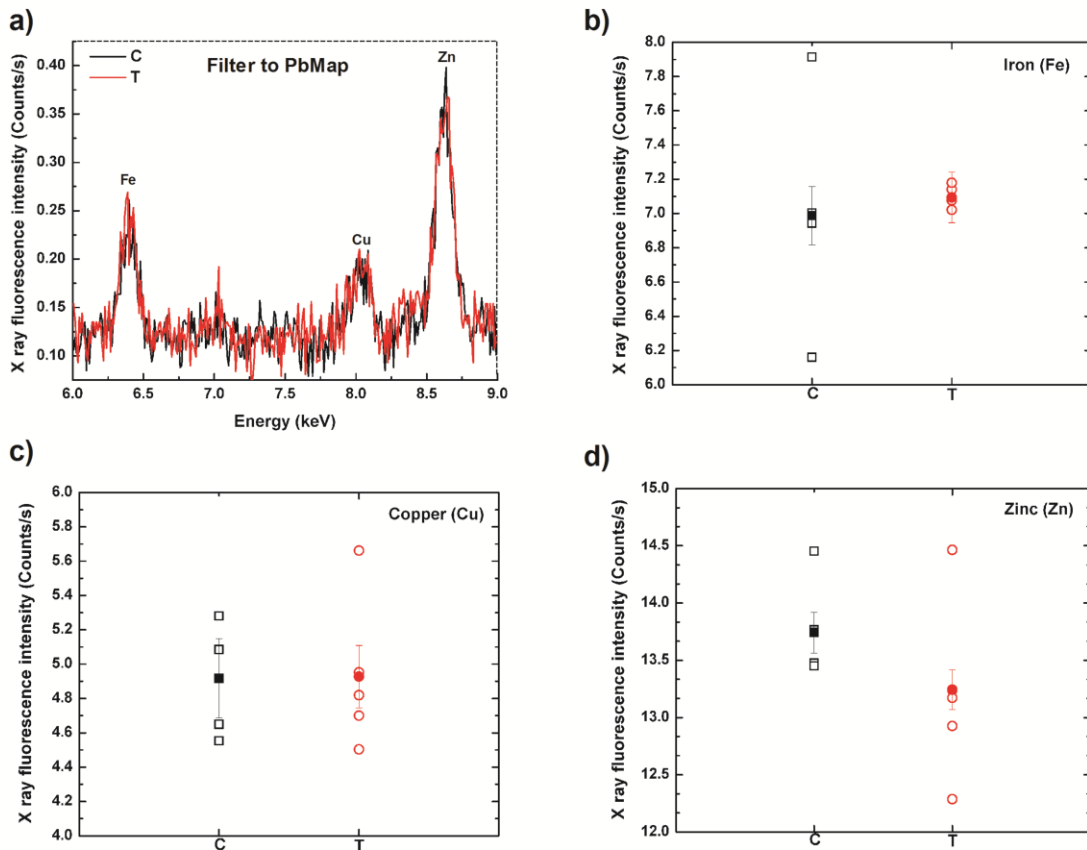 a)
C
T
Filter to PbMap
Fe
Cu
Zn
0.40
0.35
0.30
0.25
0.20
0.15
0.10
X ray fluorescence intensity (Counts/s)
6.0 6.5 7.0 7.5 8.0 8.5 9.0
Energy (keV)
b)
Iron (Fe)
8.0
7.8
7.6
7.4
7.2
7.0
6.8
6.6
6.4
6.2
6.0
X ray fluorescence intensity (Counts/s)
C T
c)
Copper (Cu)
6.0
5.8
5.6
5.4
5.2
5.0
4.8
4.6
4.4
4.2
4.0
X ray fluorescence intensity (Counts/s)
C T
d)
Zinc (Zn)
15.0
14.5
14.0
13.5
13.0
12.5
12.0
X ray fluorescence intensity (Counts/s)
C T